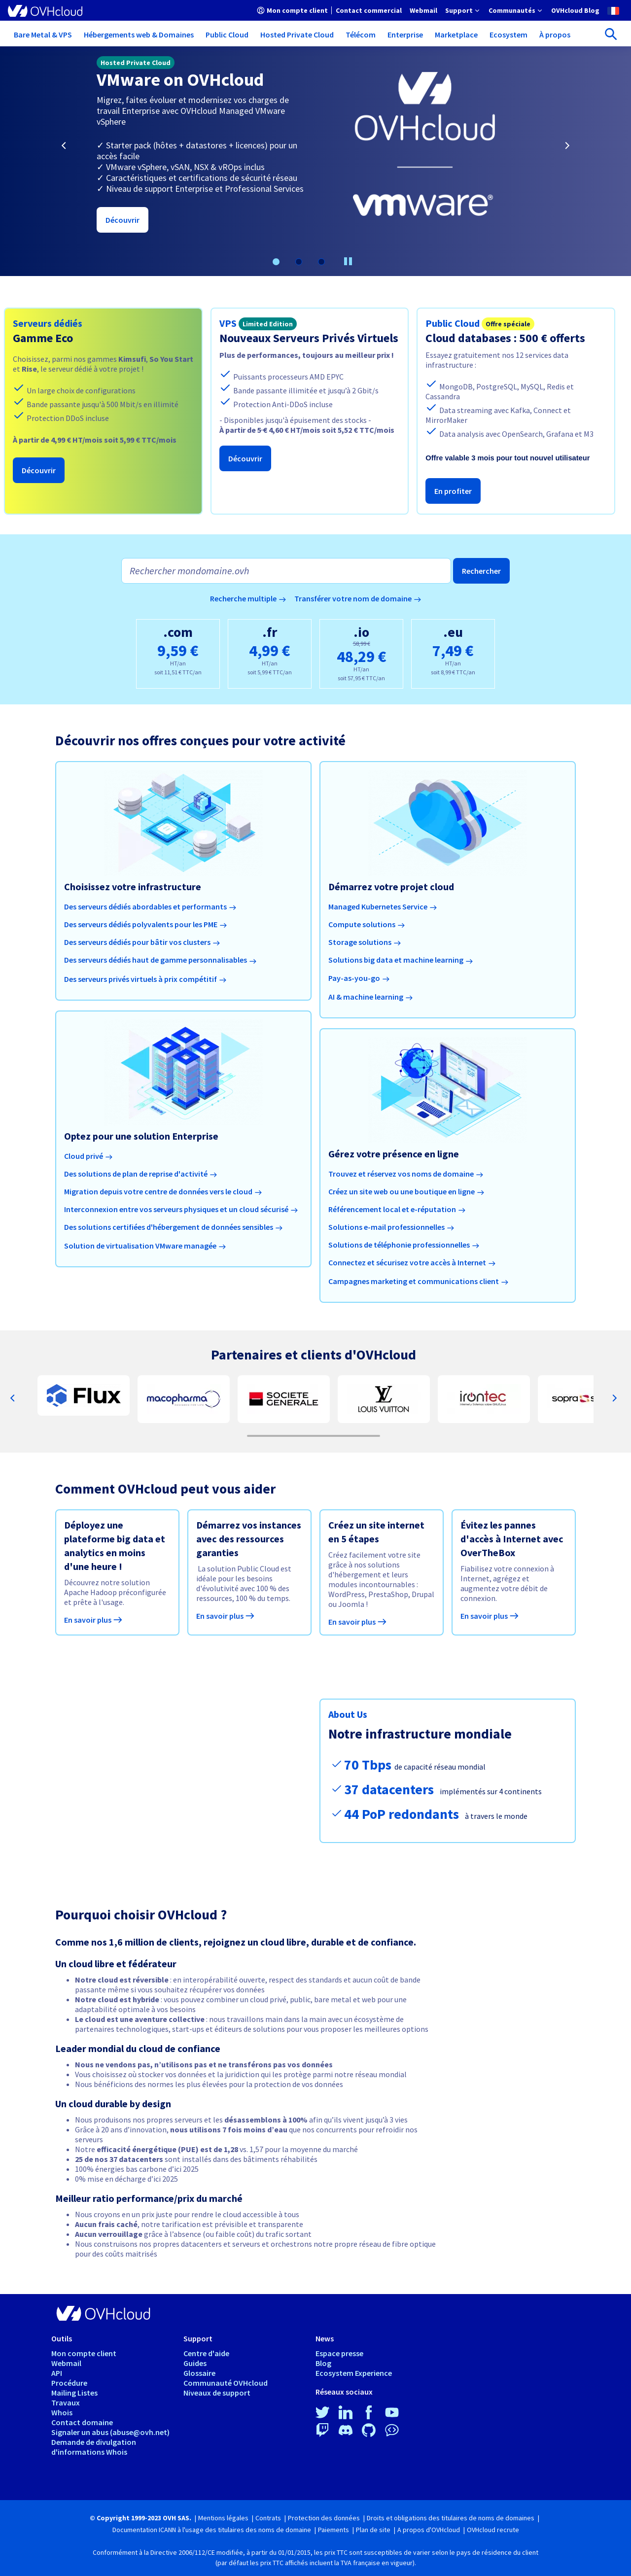 OVHcloud
Mon compte client | Contact commercial Webmail Support Communautés OVHcloud Blog
Bare Metal & VPS Hébergements web & Domaines Public Cloud Hosted Private Cloud Télécom Enterprise Marketplace Ecosystem À propos
Hosted Private Cloud
VMware on OVHcloud
Migrez, faites évoluer et modernisez vos charges de
travail Enterprise avec OVHcloud Managed VMware
vSphere
✓ Starter pack (hôtes + datastores + licences) pour un
accès facile
✓ VMware vSphere, vSAN, NSX & vROps inclus
✓ Caractéristiques et certifications de sécurité réseau
✓ Niveau de support Enterprise et Professional Services
Découvrir
OVHcloud
vmware®
Serveurs dédiés
Game Eco
Choisissez, parmi nos gammes Kimsufi, So You Start
et Rise, le serveur dédié à votre projet !
Un large choix de configurations
Bande passante jusqu'à 500 Mbit/s en illimité
Protection DDoS incluse
À partir de 4,99 € HT/mois soit 5,99 € TTC/mois
Découvrir
VPS Limited Edition
Nouveaux Serveurs Privés Virtuels
Plus de performances, toujours au meilleur prix !
Puissants processeurs AMD EPYC
Bande passante illimitée et jusqu'à 2 Gbit/s
Protection Anti-DDoS incluse
- Disponibles jusqu'à épuisement des stocks -
À partir de 5 € 4,60 € HT/mois soit 5,52 € TTC/mois
Découvrir
Public Cloud Offre spéciale
Cloud databases : 500 € offerts
Essayez gratuitement nos 12 services data
infrastructure :
MongoDB, PostgreSQL, MySQL, Redis et
Cassandra
Data streaming avec Kafka, Connect et
MirrorMaker
Data analysis avec OpenSearch, Grafana et M3
Offre valable 3 mois pour tout nouvel utilisateur
En profiter
Rechercher mondomaine.ovh
Rechercher
Recherche multiple → Transférer votre nom de domaine →
.com
9,59 €
HT/an
soit 11,51 € TTC/an
.fr
4,99 €
HT/an
soit 5,99 € TTC/an
.io
48,29 €
HT/an
soit 57,95 € TTC/an
.eu
7,49 €
HT/an
soit 8,99 € TTC/an
Découvrir nos offres conçues pour votre activité
Choisissez votre infrastructure
Des serveurs dédiés abordables et performants →
Des serveurs dédiés polyvalents pour les PME →
Des serveurs dédiés pour bâtir vos clusters →
Des serveurs dédiés haut de gamme personnalisables →
Des serveurs privés virtuels à prix compétitif →
Démarrez votre projet cloud
Managed Kubernetes Service →
Compute solutions →
Storage solutions →
Solutions big data et machine learning →
Pay-as-you-go →
AI & machine learning →
Optez pour une solution Enterprise
Cloud privé →
Des solutions de plan de reprise d'activité →
Migration depuis votre centre de données vers le cloud →
Interconnexion entre vos serveurs physiques et un cloud sécurisé →
Des solutions certifiées d'hébergement de données sensibles →
Solution de virtualisation VMware managée →
Gérez votre présence en ligne
Trouvez et réservez vos noms de domaine →
Créez un site web ou une boutique en ligne →
Référencement local et e-réputation →
Solutions e-mail professionnelles →
Solutions de téléphonie professionnelles →
Connectez et sécurisez votre accès à Internet →
Campagnes marketing et communications client →
Partenaires et clients d'OVHcloud
Flux
macopharma
SOCIETE
GENERALE
LOUIS VUITTON
irontec
sopra s
Comment OVHcloud peut vous aider
Déployez une
plateforme big data et
analytics en moins
d'une heure !
Découvrez notre solution
Apache Hadoop préconfigurée
et prête à l'usage.
En savoir plus →
Démarrez vos instances
avec des ressources
garanties
La solution Public Cloud est
idéale pour les besoins
d'évolutivité avec 100 % des
ressources, 100 % du temps.
En savoir plus →
Créez un site internet
en 5 étapes
Créez facilement votre site
grâce à nos solutions
d'hébergement et leurs
modules incontournables :
WordPress, PrestaShop, Drupal
ou Joomla !
En savoir plus →
Évitez les pannes
d'accès à Internet avec
OverTheBox
Fiabilisez votre connexion à
Internet, agrégez et
augmentez votre débit de
connexion.
En savoir plus →
About Us
Notre infrastructure mondiale
70 Tbps de capacité réseau mondial
37 datacenters implémentés sur 4 continents
44 PoP redondants à travers le monde
Pourquoi choisir OVHcloud ?
Comme nos 1,6 million de clients, rejoignez un cloud libre, durable et de confiance.
Un cloud libre et fédérateur
• Notre cloud est réversible : en interopérabilité ouverte, respect des standards et aucun coût de bande
passante même si vous souhaitez récupérer vos données
• Notre cloud est hybride : vous pouvez combiner un cloud privé, public, bare metal et web pour une
adaptabilité optimale à vos besoins
• Le cloud est une aventure collective : nous travaillons main dans la main avec un écosystème de
partenaires technologiques, start-ups et éditeurs de solutions pour vous proposer les meilleures options
Leader mondial du cloud de confiance
• Nous ne vendons pas, n'utilisons pas et ne transférons pas vos données
• Vous choisissez où stocker vos données et la juridiction qui les protège parmi notre réseau mondial
• Nous bénéficions des normes les plus élevées pour la protection de vos données
Un cloud durable by design
• Nous produisons nos propres serveurs et les désassemblons à 100% afin qu'ils vivent jusqu'à 3 vies
• Grâce à 20 ans d'innovation, nous utilisons 7 fois moins d'eau que nos concurrents pour refroidir nos
serveurs
• Notre efficacité énergétique (PUE) est de 1,28 vs. 1,57 pour la moyenne du marché
• 25 de nos 37 datacenters sont installés dans des bâtiments réhabilités
• 100% énergies bas carbone d'ici 2025
• 0% mise en décharge d'ici 2025
Meilleur ratio performance/prix du marché
• Nous croyons en un prix juste pour rendre le cloud accessible à tous
• Aucun frais caché, notre tarification est prévisible et transparente
• Aucun verrouillage grâce à l'absence (ou faible coût) du trafic sortant
• Nous construisons nos propres datacenters et serveurs et orchestrons notre propre réseau de fibre optique
pour des coûts maitrisés
OVHcloud
Outils
Mon compte client
Webmail
API
Procédure
Mailing Listes
Travaux
Whois
Contact domaine
Signaler un abus (abuse@ovh.net)
Demande de divulgation
d'informations Whois
Support
Centre d'aide
Guides
Glossaire
Communauté OVHcloud
Niveaux de support
News
Espace presse
Blog
Ecosystem Experience
Réseaux sociaux
© Copyright 1999-2023 OVH SAS. | Mentions légales | Contrats | Protection des données | Droits et obligations des titulaires de noms de domaines |
Documentation ICANN à l'usage des titulaires des noms de domaine | Paiements | Plan de site | A propos d'OVHcloud | OVHcloud recrute
Conformément à la Directive 2006/112/CE modifiée, à partir du 01/01/2015, les prix TTC sont susceptibles de varier selon le pays de résidence du client
(par défaut les prix TTC affichés incluent la TVA française en vigueur).